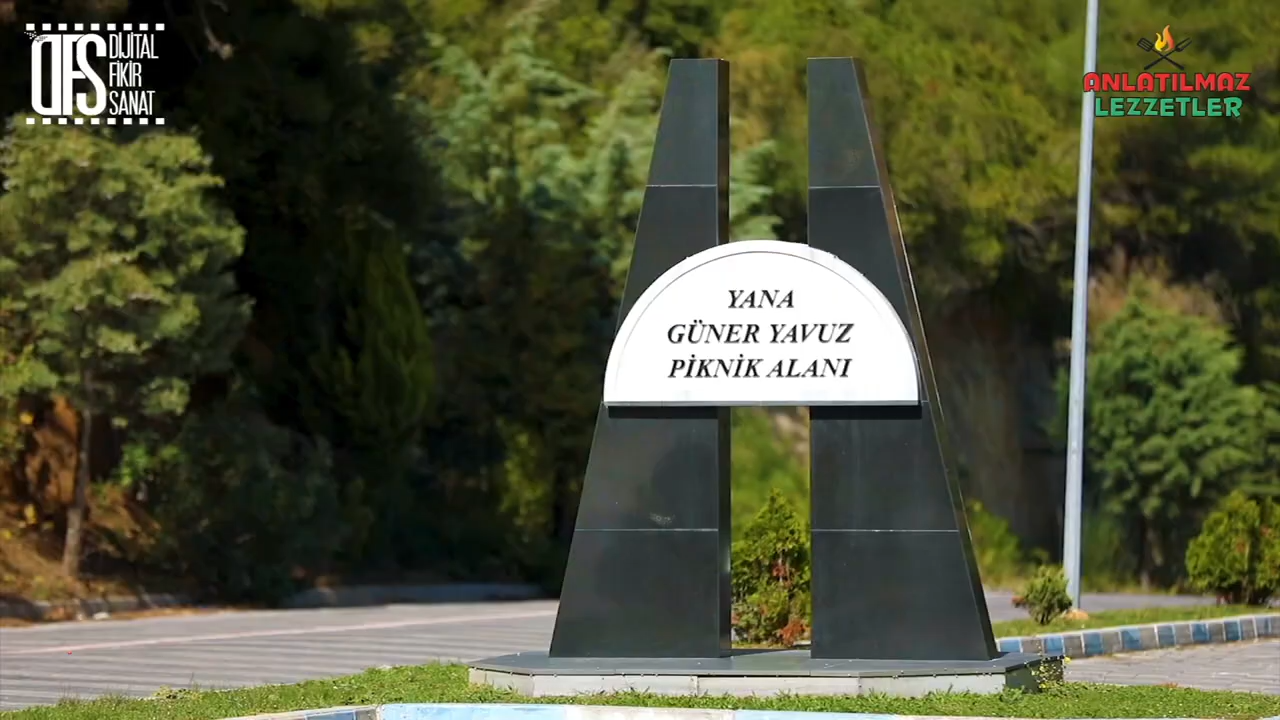 DFS
DİJİTAL
FİKİR
SANAT
ANLATILMAZ
LEZZETLER
YANA
GÜNER YAVUZ
PİKNİK ALANI